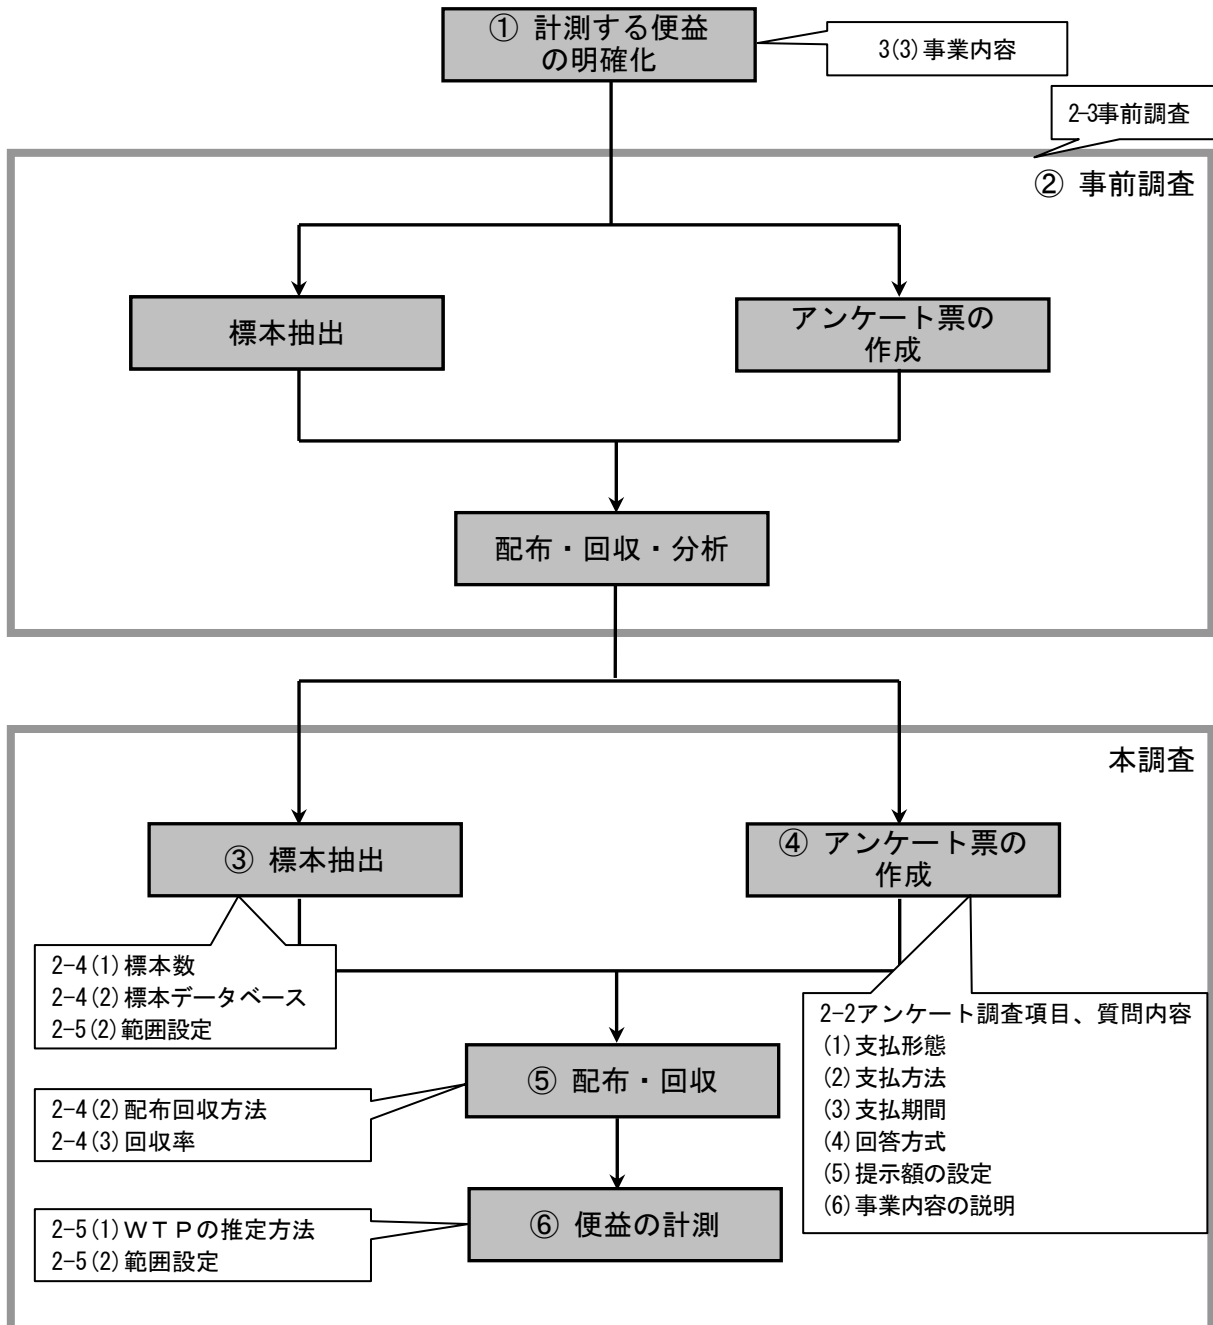 ① 計測する便益
の明確化
3(3)事業内容
2-3事前調査
② 事前調査
標本抽出
アンケート票の
作成
配布・回収・分析
本調査
③ 標本抽出
④ アンケート票の
作成
2-4(1)標本数
2-4(2)標本データベース
2-5(2)範囲設定
2-2アンケート調査項目、質問内容
(1)支払形態
(2)支払方法
(3)支払期間
(4)回答方式
(5)提示額の設定
(6)事業内容の説明
⑤ 配布・回収
2-4(2)配布回収方法
2-4(3)回収率
⑥ 便益の計測
2-5(1)ＷＴＰの推定方法
2-5(2)範囲設定